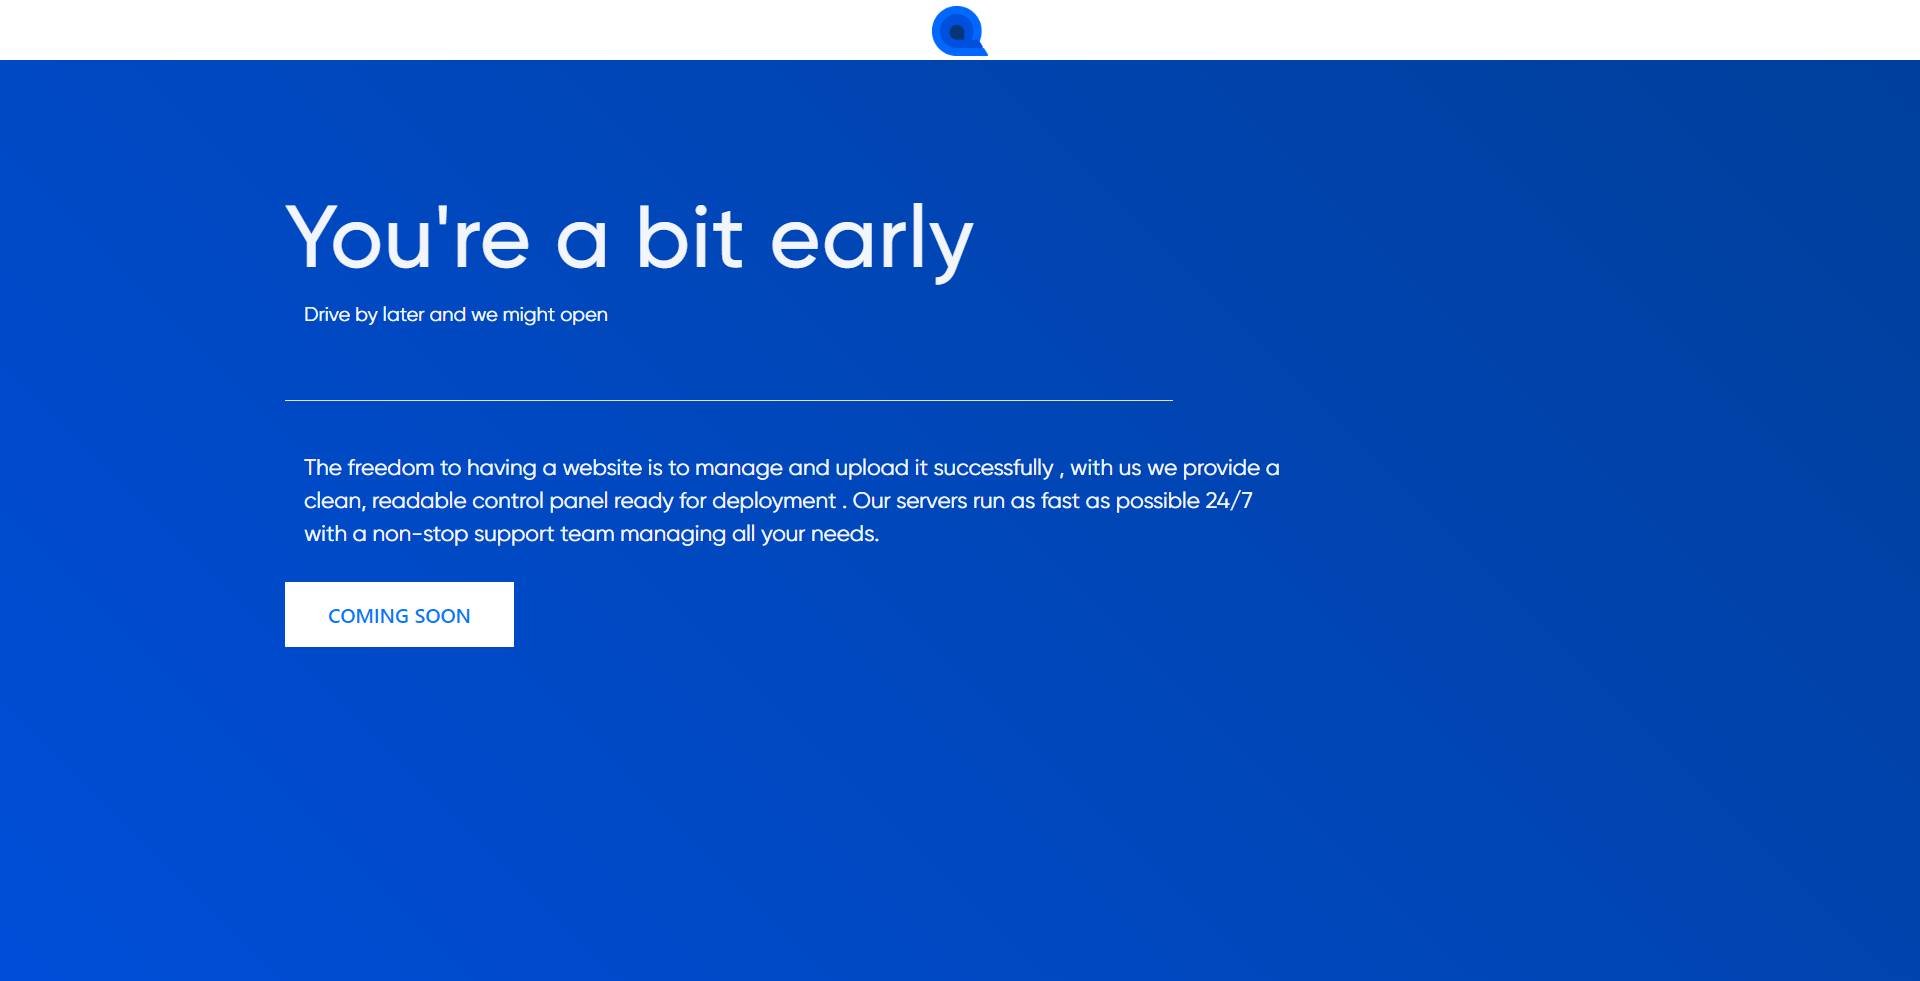 You're a bit early
Drive by later and we might open
The freedom to having a website is to manage and upload it successfully , with us we provide a
clean, readable control panel ready for deployment . Our servers run as fast as possible 24/7
with a non-stop support team managing all your needs.
COMING SOON